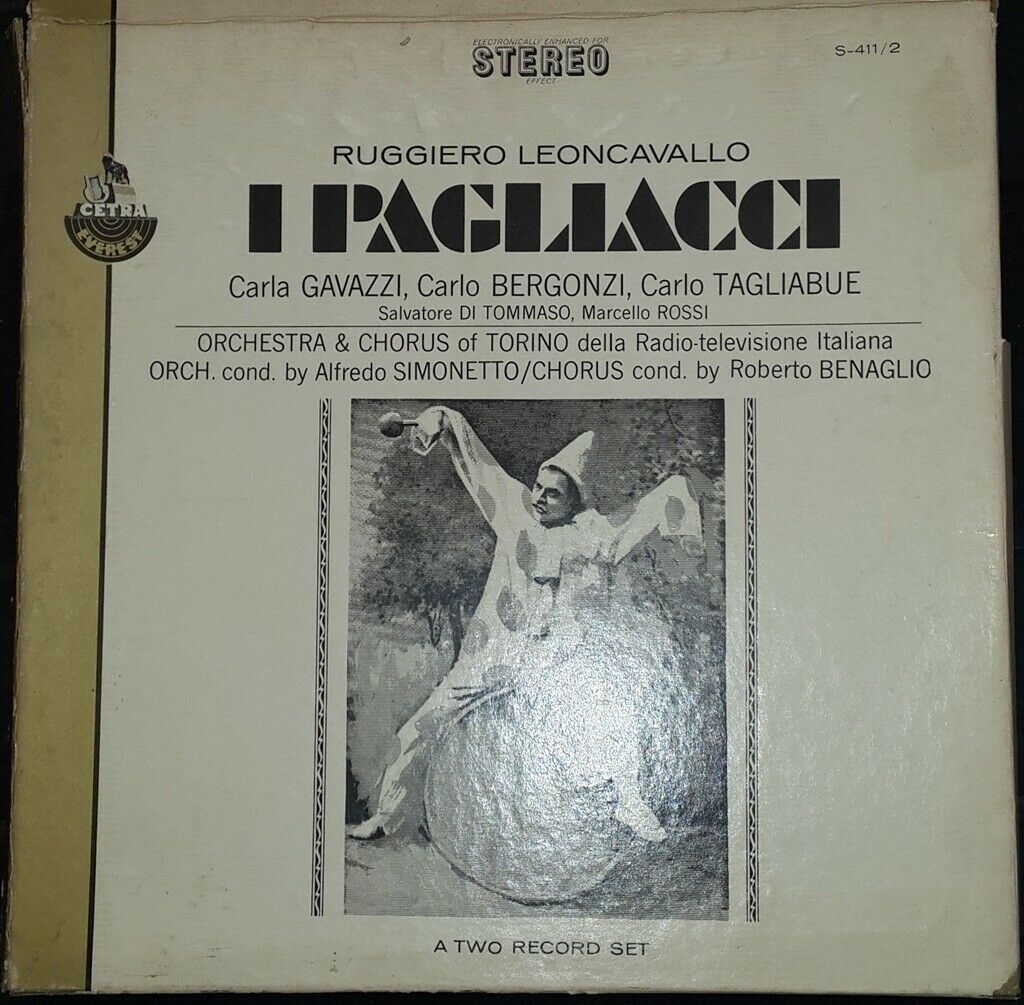 ELECTRONICALLY ENHANCED FOR
STEREO
EFFECT
S-411/2
RUGGIERO LEONCAVALLO
I PAGLIACCI
CETRA
EVEREST
Carla GAVAZZI, Carlo BERGONZI, Carlo TAGLIABUE
Salvatore DI TOMMASO, Marcello ROSSI
ORCHESTRA & CHORUS of TORINO della Radio-televisione Italiana
ORCH. cond. by Alfredo SIMONETTO/CHORUS cond. by Roberto BENAGLIO
A TWO RECORD SET